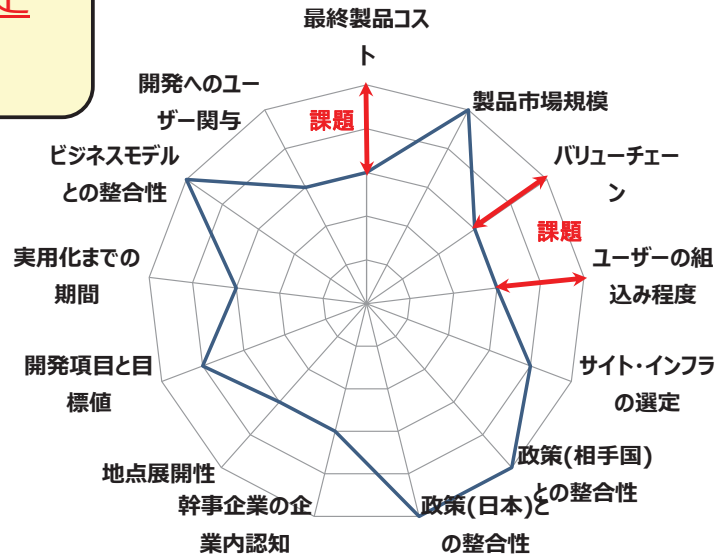 最終製品コス
ト
開発へのユー
ザー関与
課題
製品市場規模
ビジネスモデル
との整合性
バリューチェー
ン
課題
実用化までの
期間
ユーザーの組
込み程度
開発項目と目
標値
サイト・インフラ
の選定
地点展開性
政策(相手国)
との整合性
幹事企業の企
業内認知
政策(日本)と
の整合性